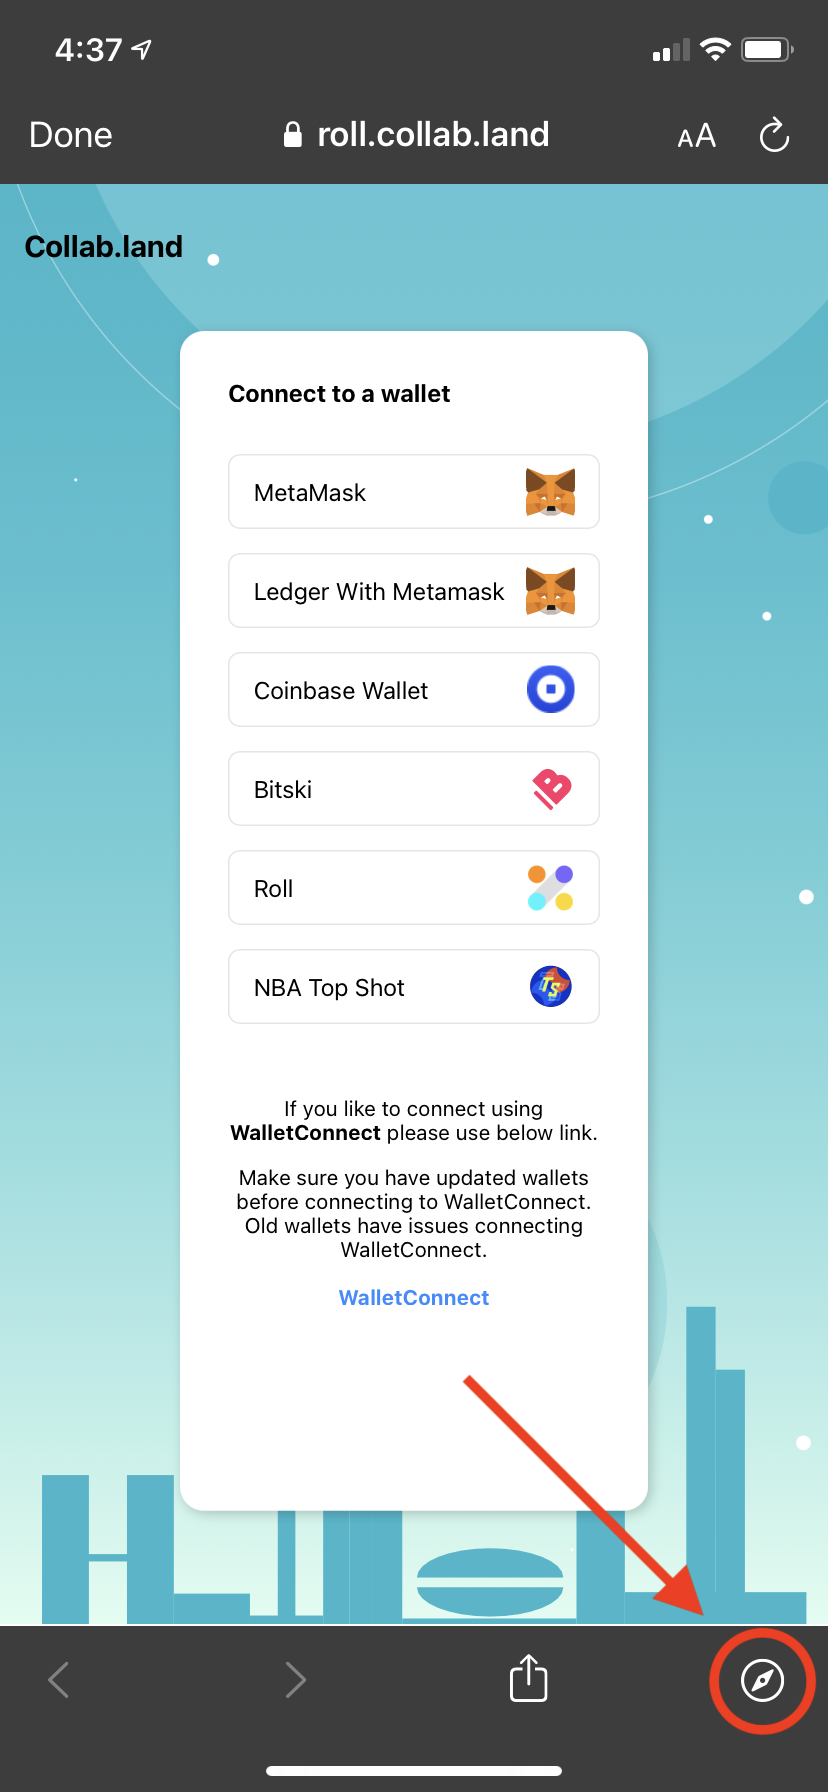 4:37
Done
roll.collab.land
AA
Collab.land
Connect to a wallet
MetaMask
Ledger With Metamask
Coinbase Wallet
Bitski
Roll
NBA Top Shot
TS
If you like to connect using
WalletConnect please use below link.
Make sure you have updated wallets
before connecting to WalletConnect.
Old wallets have issues connecting
WalletConnect.
WalletConnect